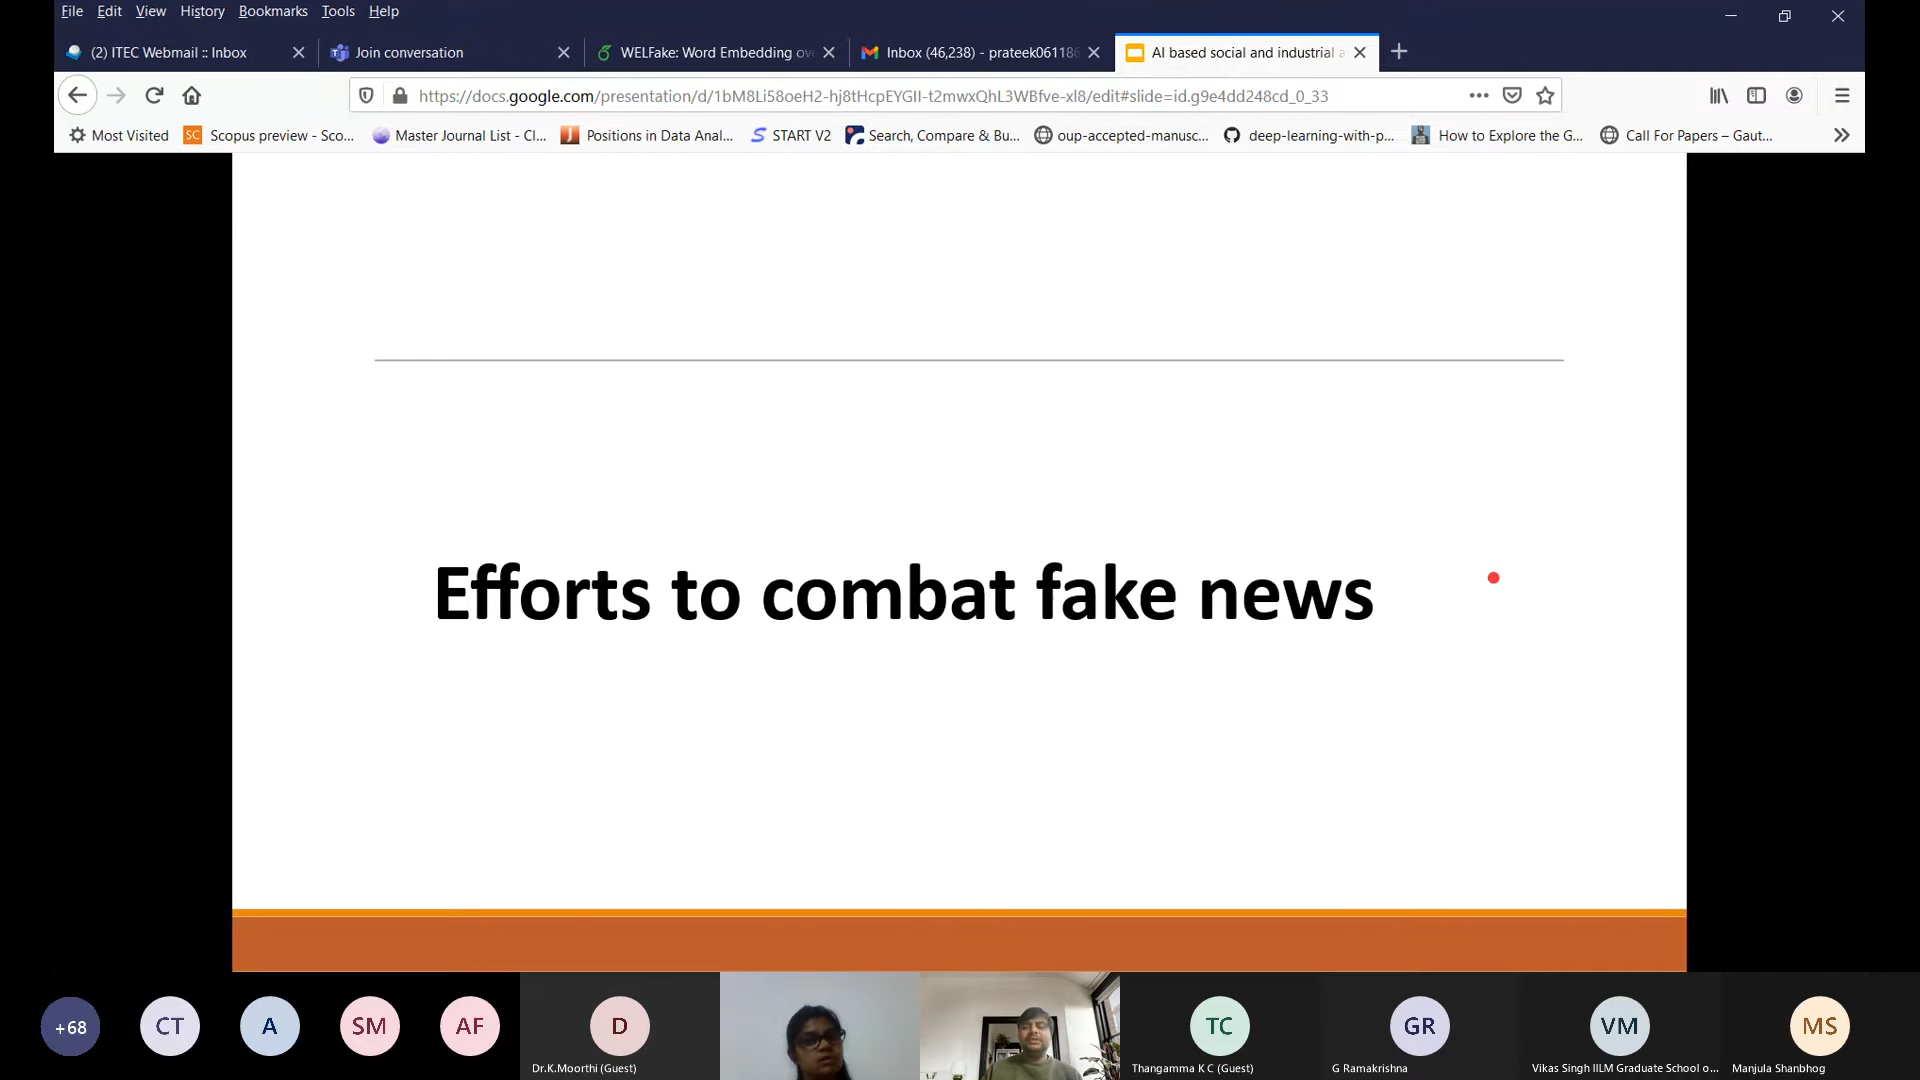 File Edit View History Bookmarks Tools Help
(2) ITEC Webmail :: Inbox
Join conversation
WELFake: Word Embedding ov
Inbox (46,238) - prateek06118
AI based social and industrial a
https://docs.google.com/presentation/d/1bM8Li58oeH2-hj8tHcpEYGII-t2mwxQhL3WBfve-xl8/edit#slide=id.g9e4dd248cd_0_33
Most Visited
SC Scopus preview - Sco...
Master Journal List - Cl...
Positions in Data Anal...
START V2
Search, Compare & Bu...
oup-accepted-manusc...
deep-learning-with-p...
How to Explore the G...
Call For Papers – Gaut...
Efforts to combat fake news
+68
CT
A
SM
AF
D
Dr.K.Moorthi (Guest)
TC
Thangamma K C (Guest)
GR
G Ramakrishna
VM
Vikas Singh IILM Graduate School o...
MS
Manjula Shanbhog